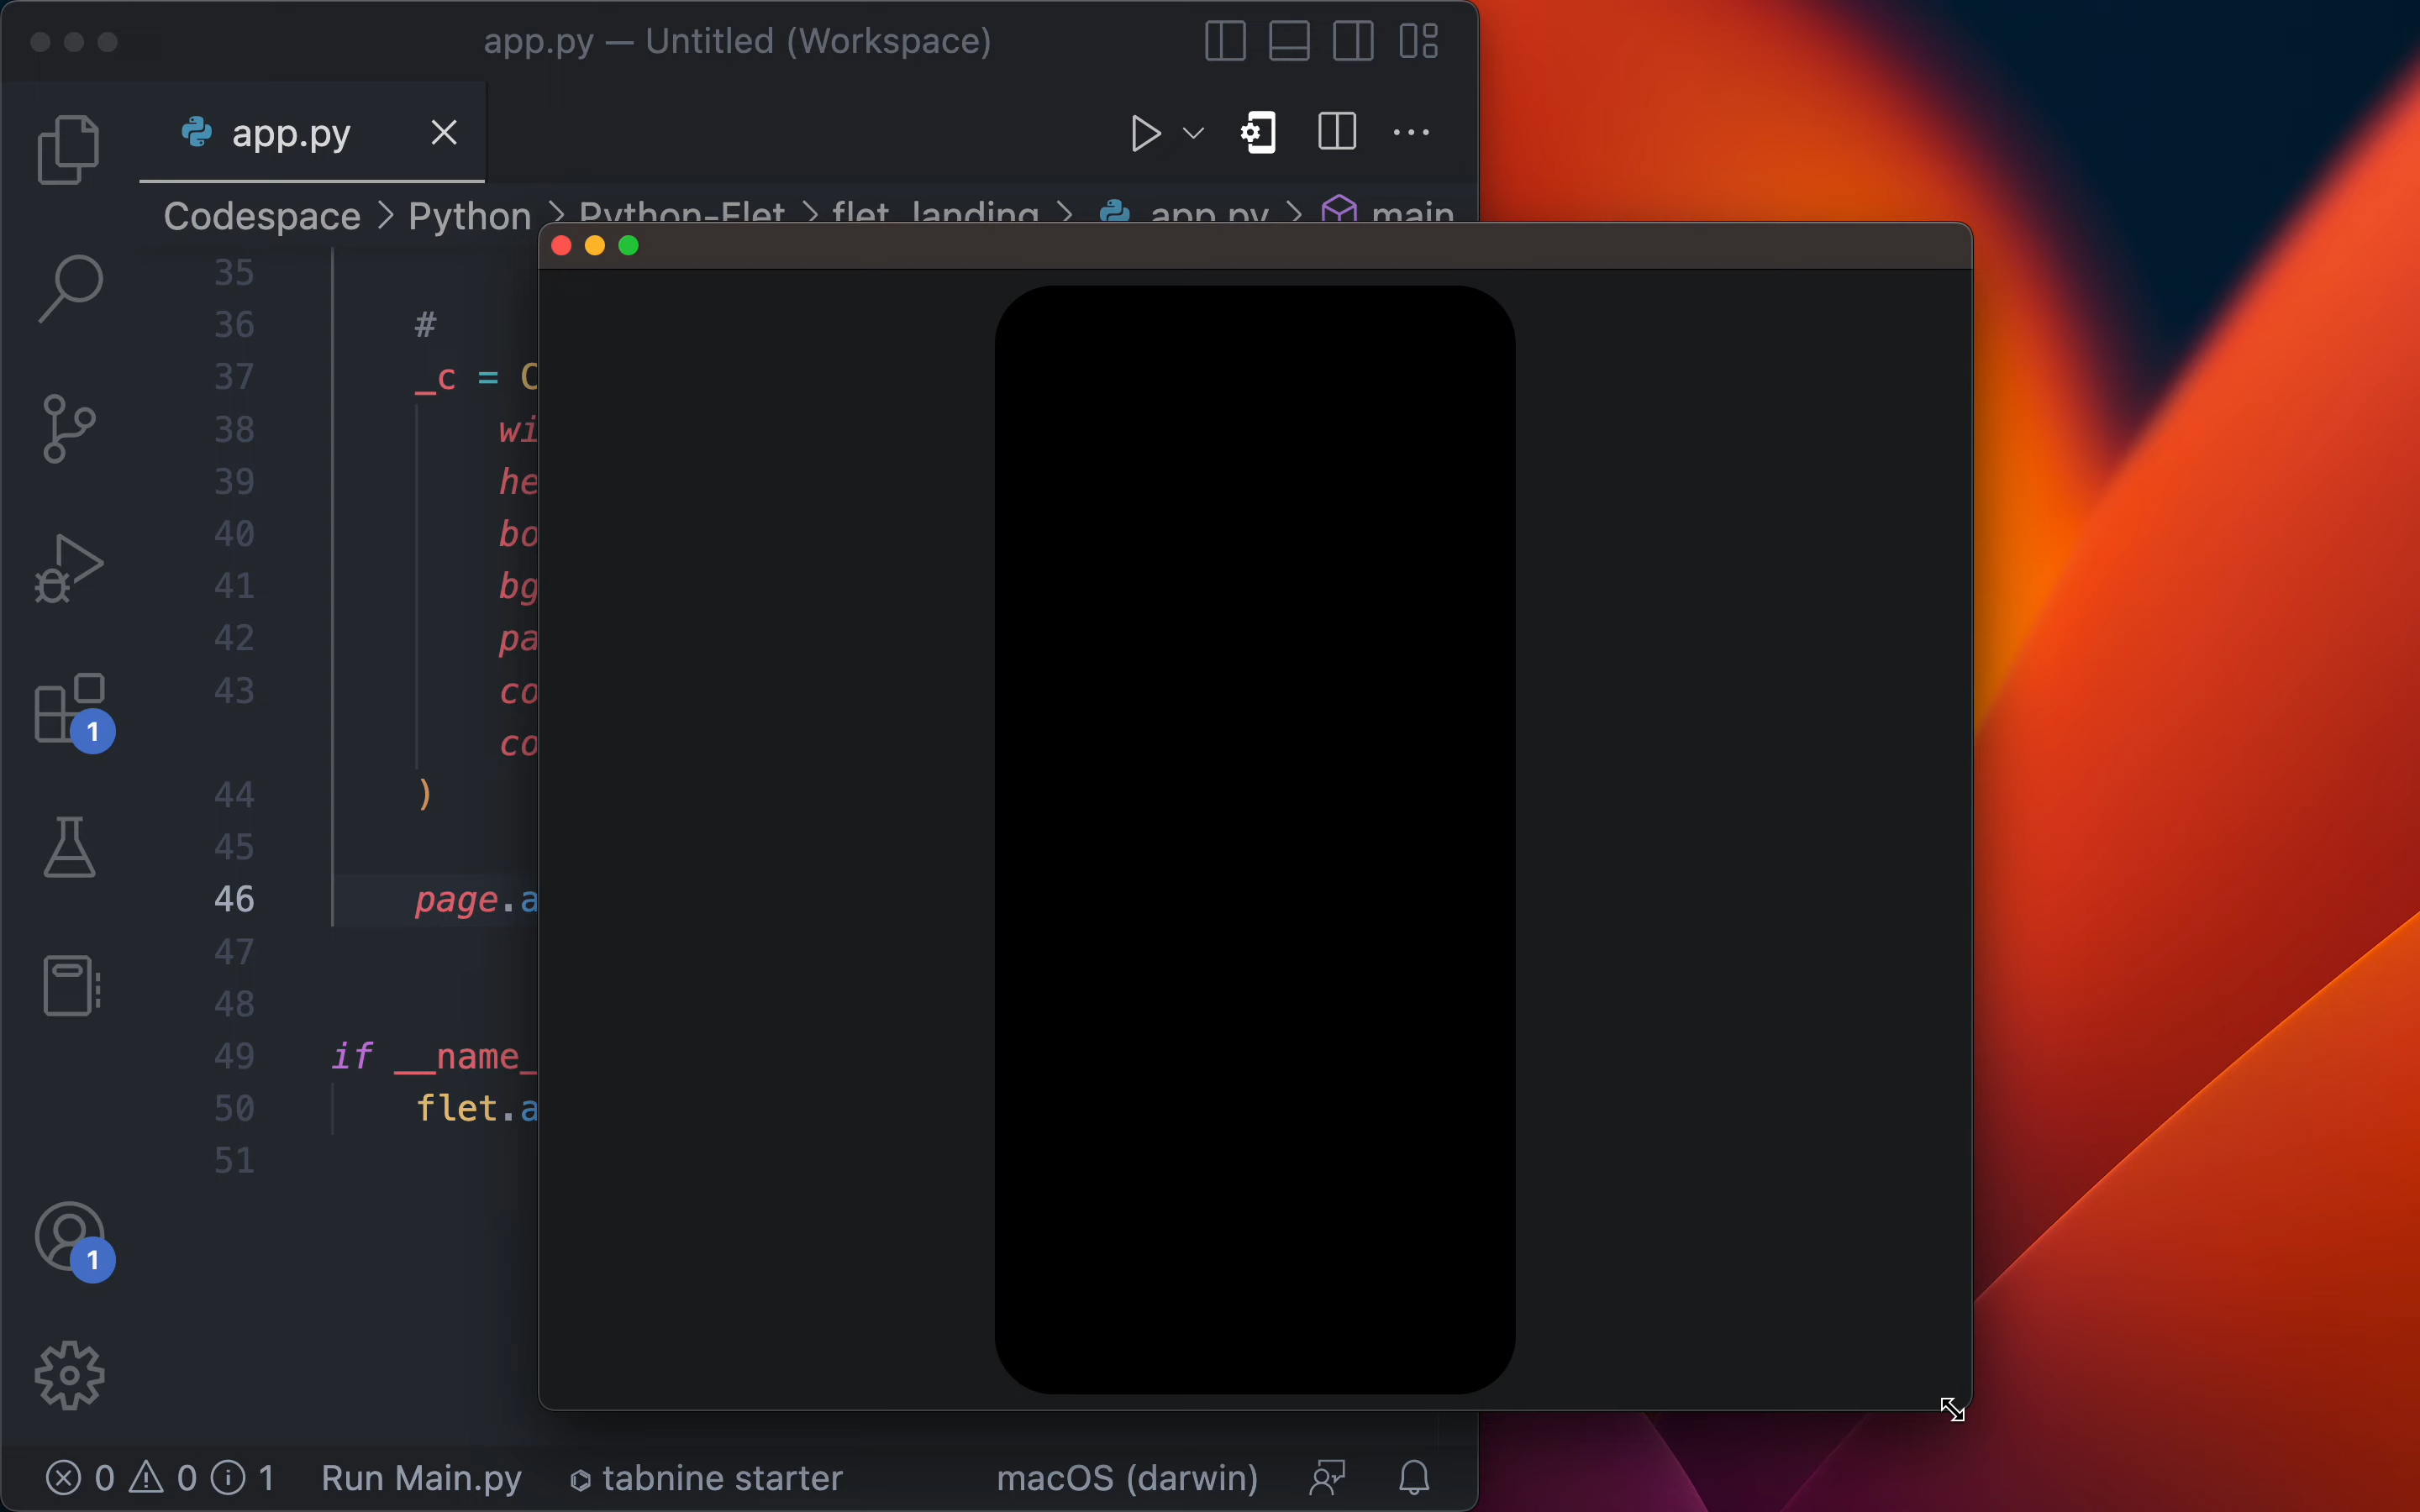 app.py — Untitled (Workspace)
app.py
Codespace > Python > Python-Flet > flet_landing > app.py > main
35
36 #
37 _c = C
38 wi
39 he
40 bo
41 bg
42 pa
43 co
co
44 )
45
46 page.a
47
48
49 if __name_
50 flet.a
51
1
1
0 0 1 Run Main.py tabnine starter macOS (darwin)